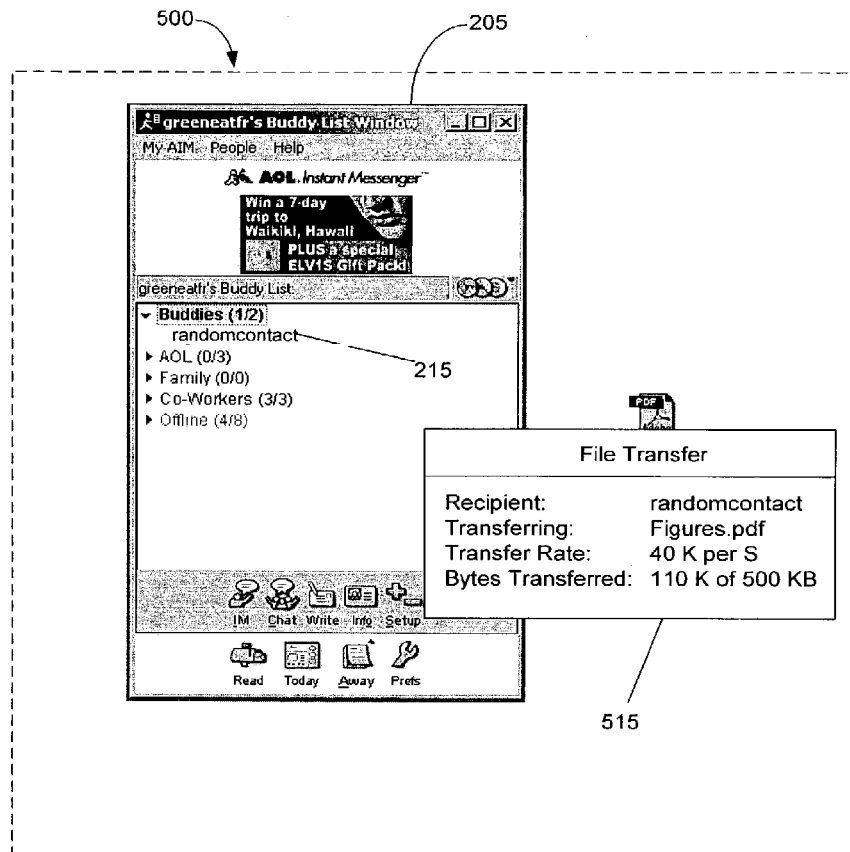 500
205
greeneatfr's Buddy List Window
My AIM People Help
AOL Instant Messenger™
Win a 7-day
trip to
Waikiki, Hawaii
PLUS a special
ELVIS Gift Pack!
greeneatfr's Buddy List
Buddies (1/2)
randomcontact
215
AOL (0/3)
Family (0/0)
Co-Workers (3/3)
Offline (4/8)
PDF
Adobe
File Transfer
Recipient: randomcontact
Transferring: Figures.pdf
Transfer Rate: 40 K per S
Bytes Transferred: 110 K of 500 KB
IM Chat Write Info Setup
Read Today Away Prefs
515